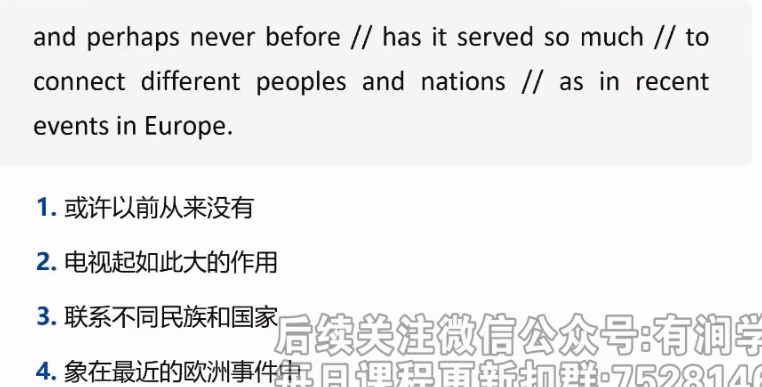 and perhaps never before // has it served so much // to
connect different peoples and nations // as in recent
events in Europe.
1. 或许以前从来没有
2. 电视起如此大的作用
3. 联系不同民族和国家
后续关注微信公众号:有润学
4. 象在最近的欧洲事件中
每日课程更新扣群:7528140